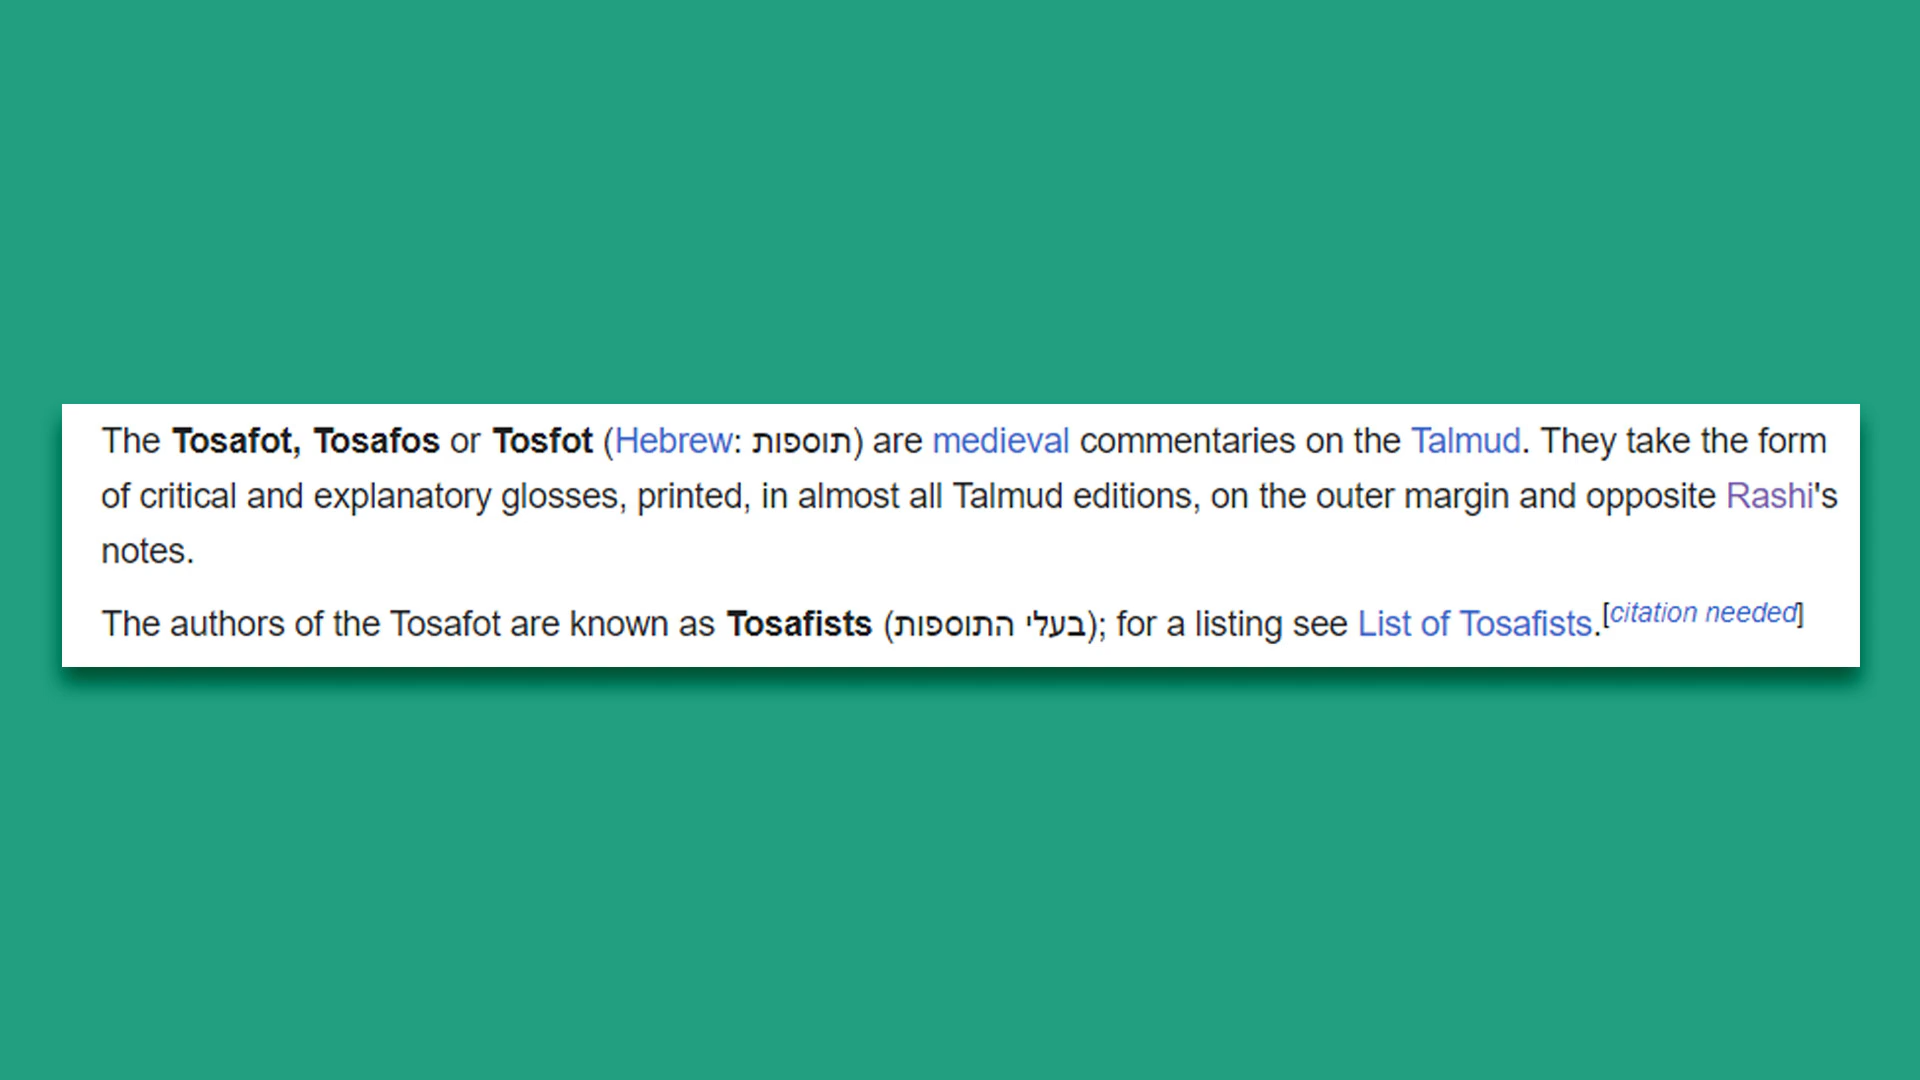 The Tosafot, Tosafos or Tosfot (Hebrew: תוספות) are medieval commentaries on the Talmud. They take the form
of critical and explanatory glosses, printed, in almost all Talmud editions, on the outer margin and opposite Rashi's
notes.
The authors of the Tosafot are known as Tosafists (בעלי התוספות); for a listing see List of Tosafists.[citation needed]